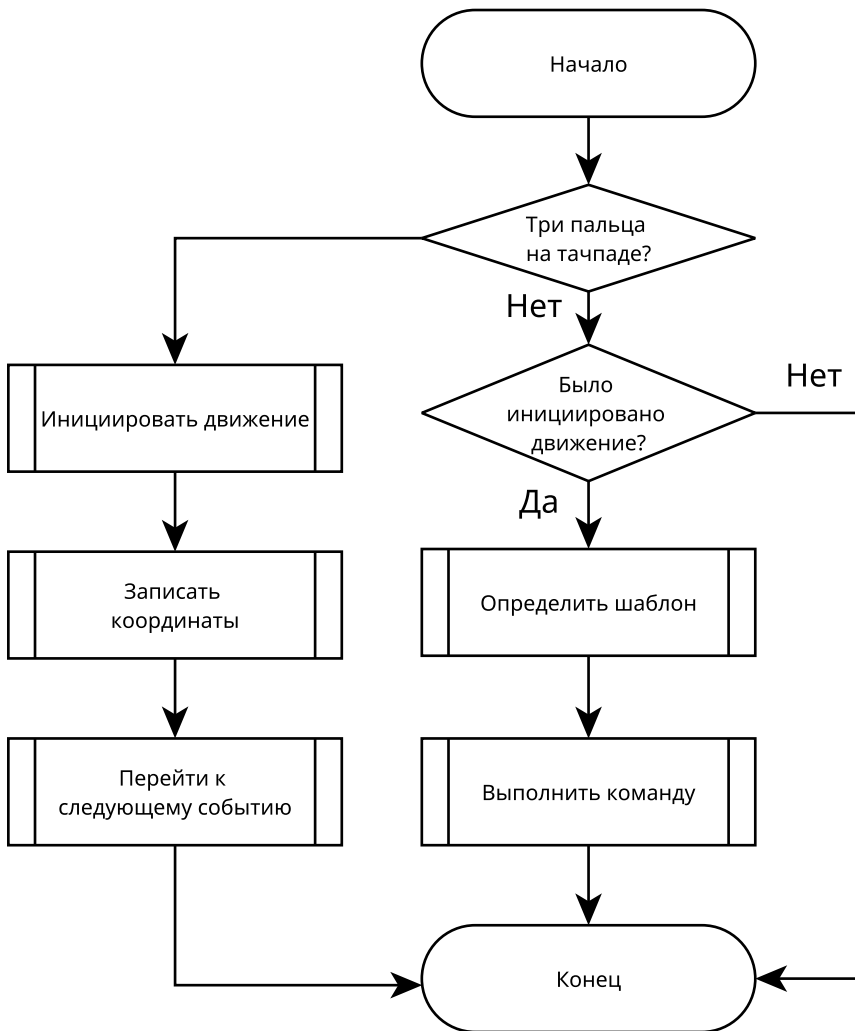 Начало
Три пальца
на тачпаде?
Нет
Было
инициировано
движение?
Нет
Инициировать движение
Да
Записать
координаты
Определить шаблон
Перейти к
следующему событию
Выполнить команду
Конец